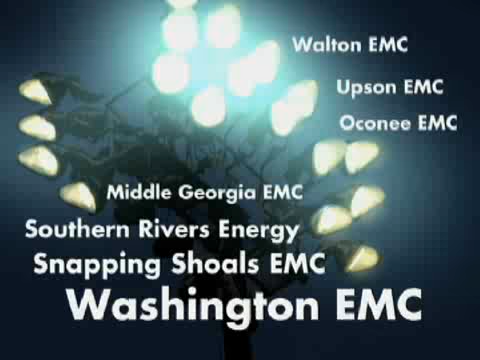 Walton EMC
Upson EMC
Oconee EMC
Middle Georgia EMC
Southern Rivers Energy
Snapping Shoals EMC
Washington EMC